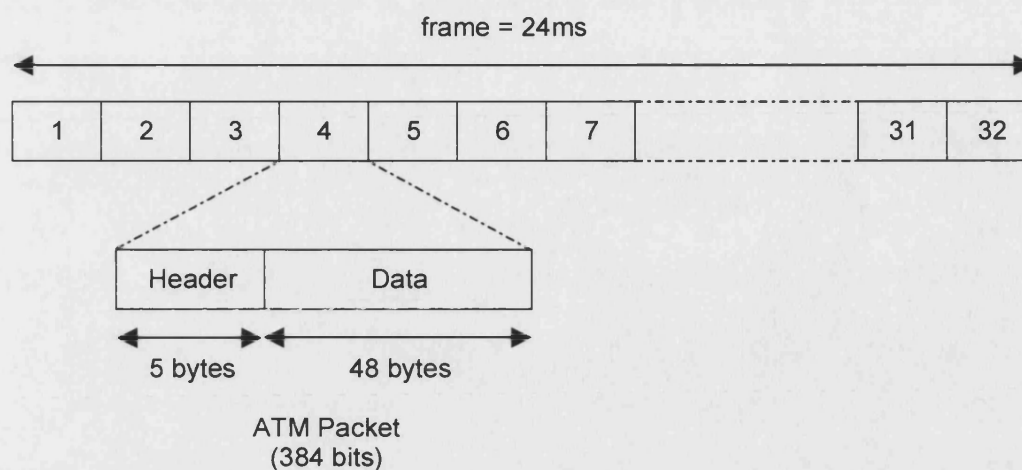 frame = 24ms
1 2 3 4 5 6 7 31 32
Header Data
5 bytes 48 bytes
ATM Packet
(384 bits)